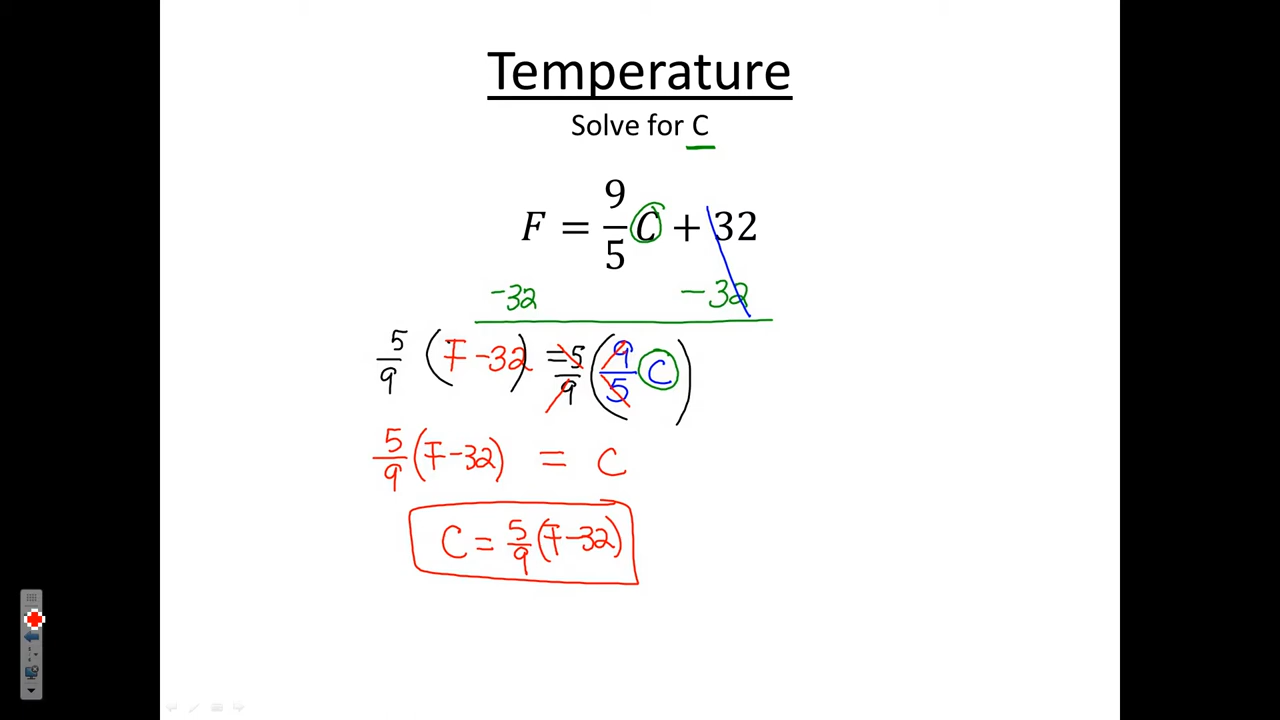 Temperature
Solve for C
F = 9/5 C + 32
-32 -32
5/9 (F-32) = 5/9 (9/5 C)
5/9 (F-32) = C
C = 5/9 (F-32)